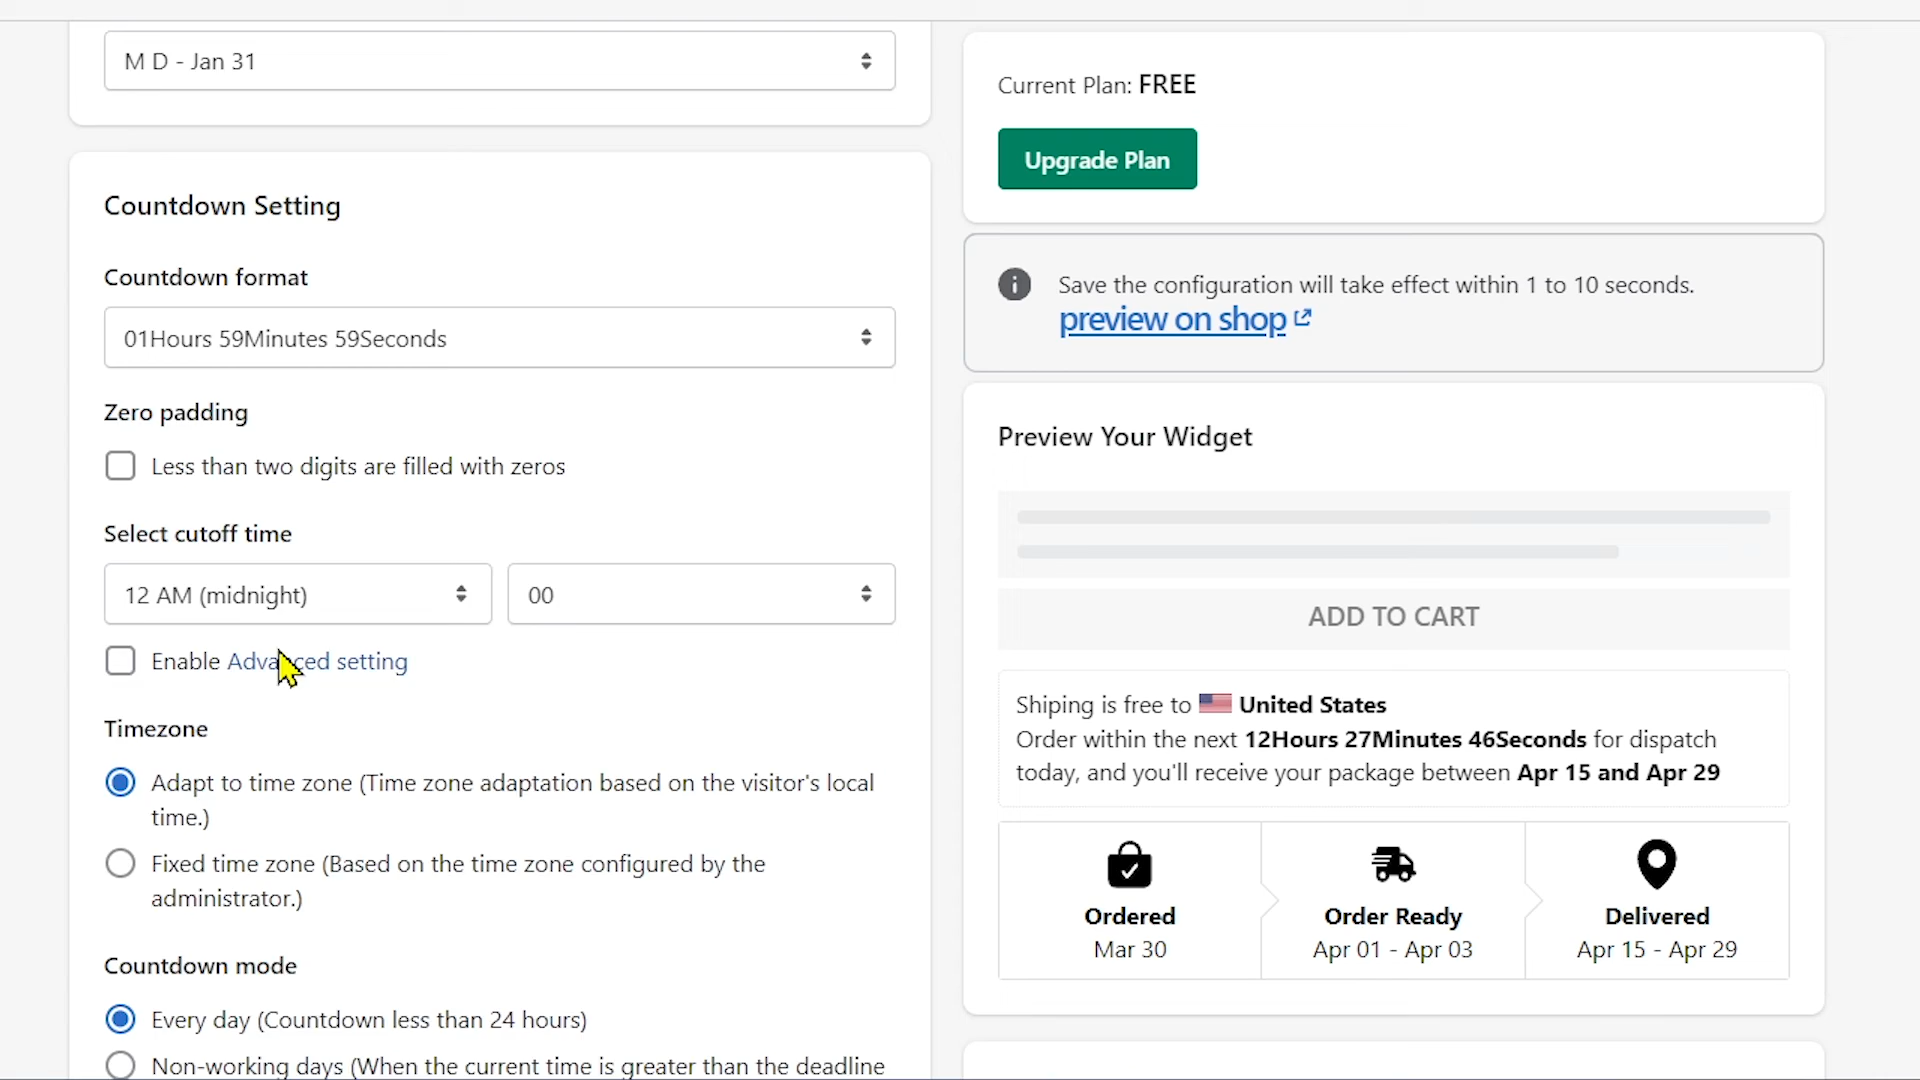 M D - Jan 31
Countdown Setting
Countdown format
01Hours 59Minutes 59Seconds
Zero padding
Less than two digits are filled with zeros
Select cutoff time
12 AM (midnight)
00
Enable Advanced setting
Timezone
Adapt to time zone (Time zone adaptation based on the visitor's local
time.)
Fixed time zone (Based on the time zone configured by the
administrator.)
Countdown mode
Every day (Countdown less than 24 hours)
Non-working days (When the current time is greater than the deadline
Current Plan: FREE
Upgrade Plan
Save the configuration will take effect within 1 to 10 seconds.
preview on shop
Preview Your Widget
ADD TO CART
Shiping is free to United States
Order within the next 12Hours 27Minutes 46Seconds for dispatch
today, and you'll receive your package between Apr 15 and Apr 29
Ordered
Mar 30
Order Ready
Apr 01 - Apr 03
Delivered
Apr 15 - Apr 29